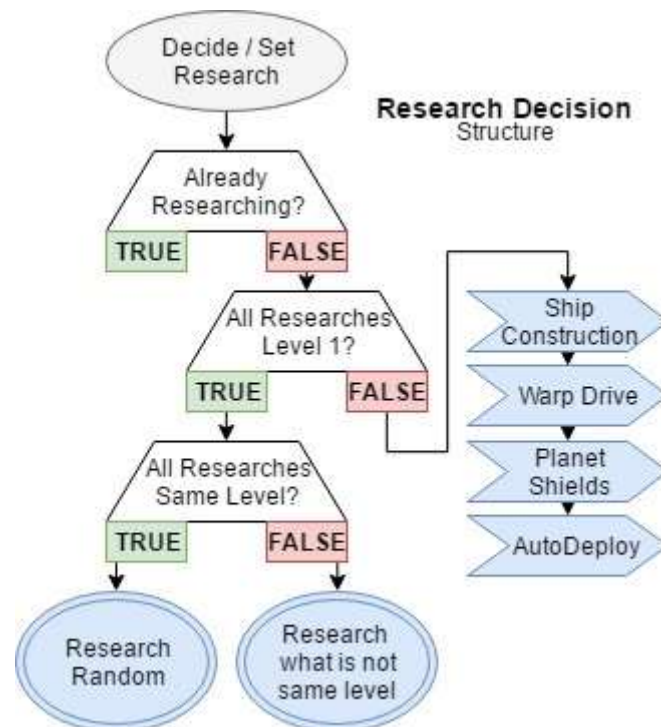 Decide / Set
Research
Research Decision
Structure
Already
Researching?
TRUE
FALSE
All Researches
Level 1?
TRUE
FALSE
Ship
Construction
Warp Drive
Planet
Shields
AutoDeploy
All Researches
Same Level?
TRUE
FALSE
Research
Random
Research
what is not
same level